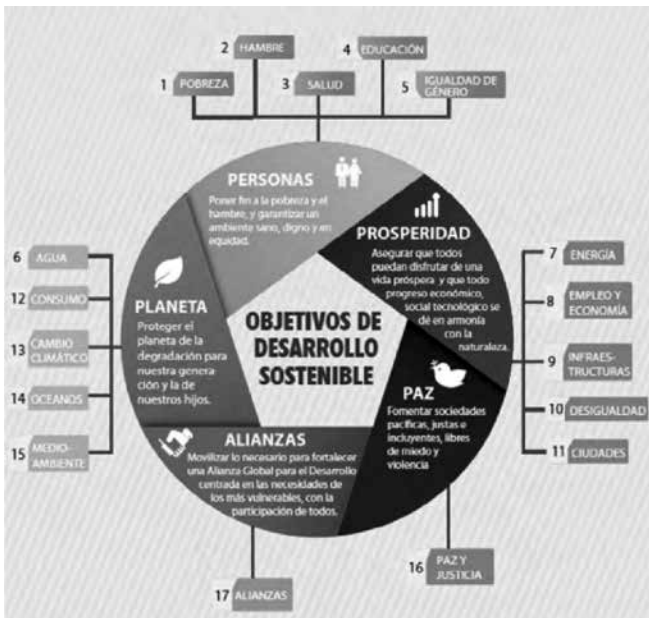 2 HAMBRE
4 EDUCACIÓN
1 POBREZA
3 SALUD
5 IGUALDAD DE
GÉNERO
PERSONAS
Poner fin a la pobreza y el
hambre, y garantizar un
ambiente sano, digno y en
equidad.
PROSPERIDAD
Asegurar que todos
puedan disfrutar de una
vida próspera y que todo
progreso económico,
social tecnológico se
dé en armonía
con la
naturaleza.
7 ENERGÍA
8 EMPLEO Y
ECONOMÍA
9 INFRAES-
TRUCTURAS
10 DESIGUALDAD
11 CIUDADES
6 AGUA
12 CONSUMO
13 CAMBIO
CLIMÁTICO
14 OCEANOS
15 MEDIO-
AMBIENTE
PLANETA
Proteger el
planeta de la
degradación para
nuestra genera
ción y la de
nuestros hijos.
OBJETIVOS DE
DESARROLLO
SOSTENIBLE
PAZ
Fomentar sociedades
pacíficas, justas e
incluyentes, libres
de miedo y
violencia
ALIANZAS
Movilizar lo necesario para fortalecer
una Alianza Global para el Desarrollo
centrada en las necesidades de
los más vulnerables, con la
participación de todos.
16 PAZ Y
JUSTICIA
17 ALIANZAS